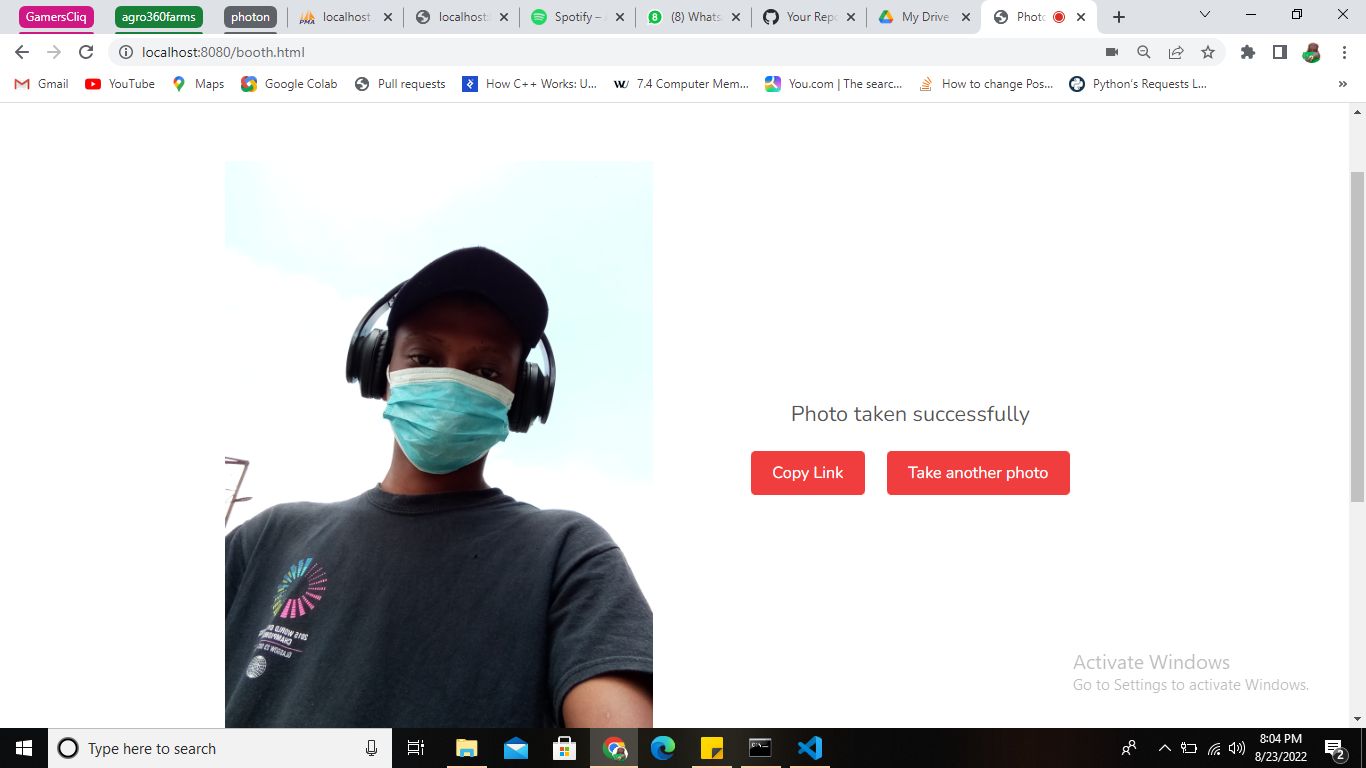 GamersCliq
agro360farms
photon
localhost
localhost:
Spotify –
(8) Whats
Your Repo
My Drive
Photo
localhost:8080/booth.html
Gmail
YouTube
Maps
Google Colab
Pull requests
How C++ Works: U...
7.4 Computer Mem...
You.com | The searc...
How to change Pos...
Python's Requests L...
»
Photo taken successfully
Copy Link
Take another photo
Activate Windows
Go to Settings to activate Windows.
Type here to search
8:04 PM
8/23/2022
2